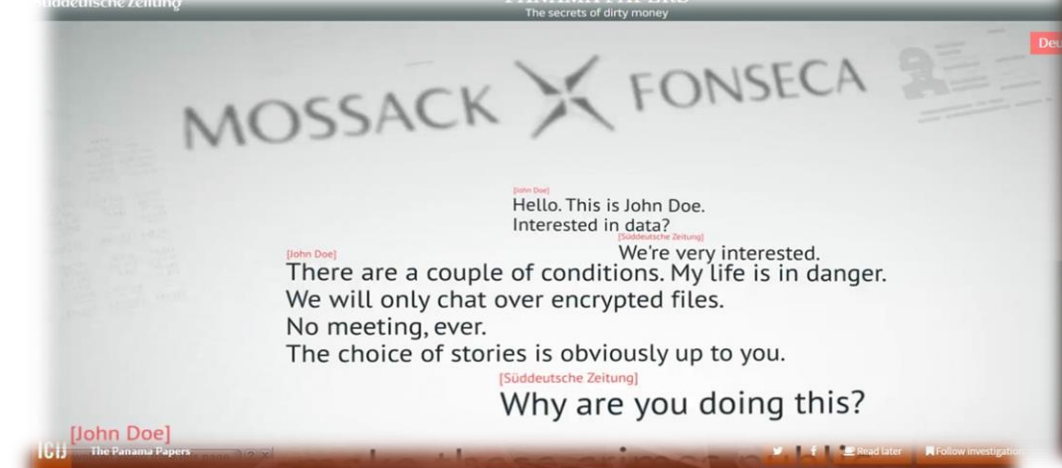 Süddeutsche Zeitung
PANAMA PAPERS
The secrets of dirty money
MOSSACK FONSECA
[John Doe]
Hello. This is John Doe.
Interested in data?
[Süddeutsche Zeitung]
We're very interested.
[John Doe]
There are a couple of conditions. My life is in danger.
We will only chat over encrypted files.
No meeting, ever.
The choice of stories is obviously up to you.
[Süddeutsche Zeitung]
Why are you doing this?
[John Doe]
ICIJ The Panama Papers Read later Follow investigation